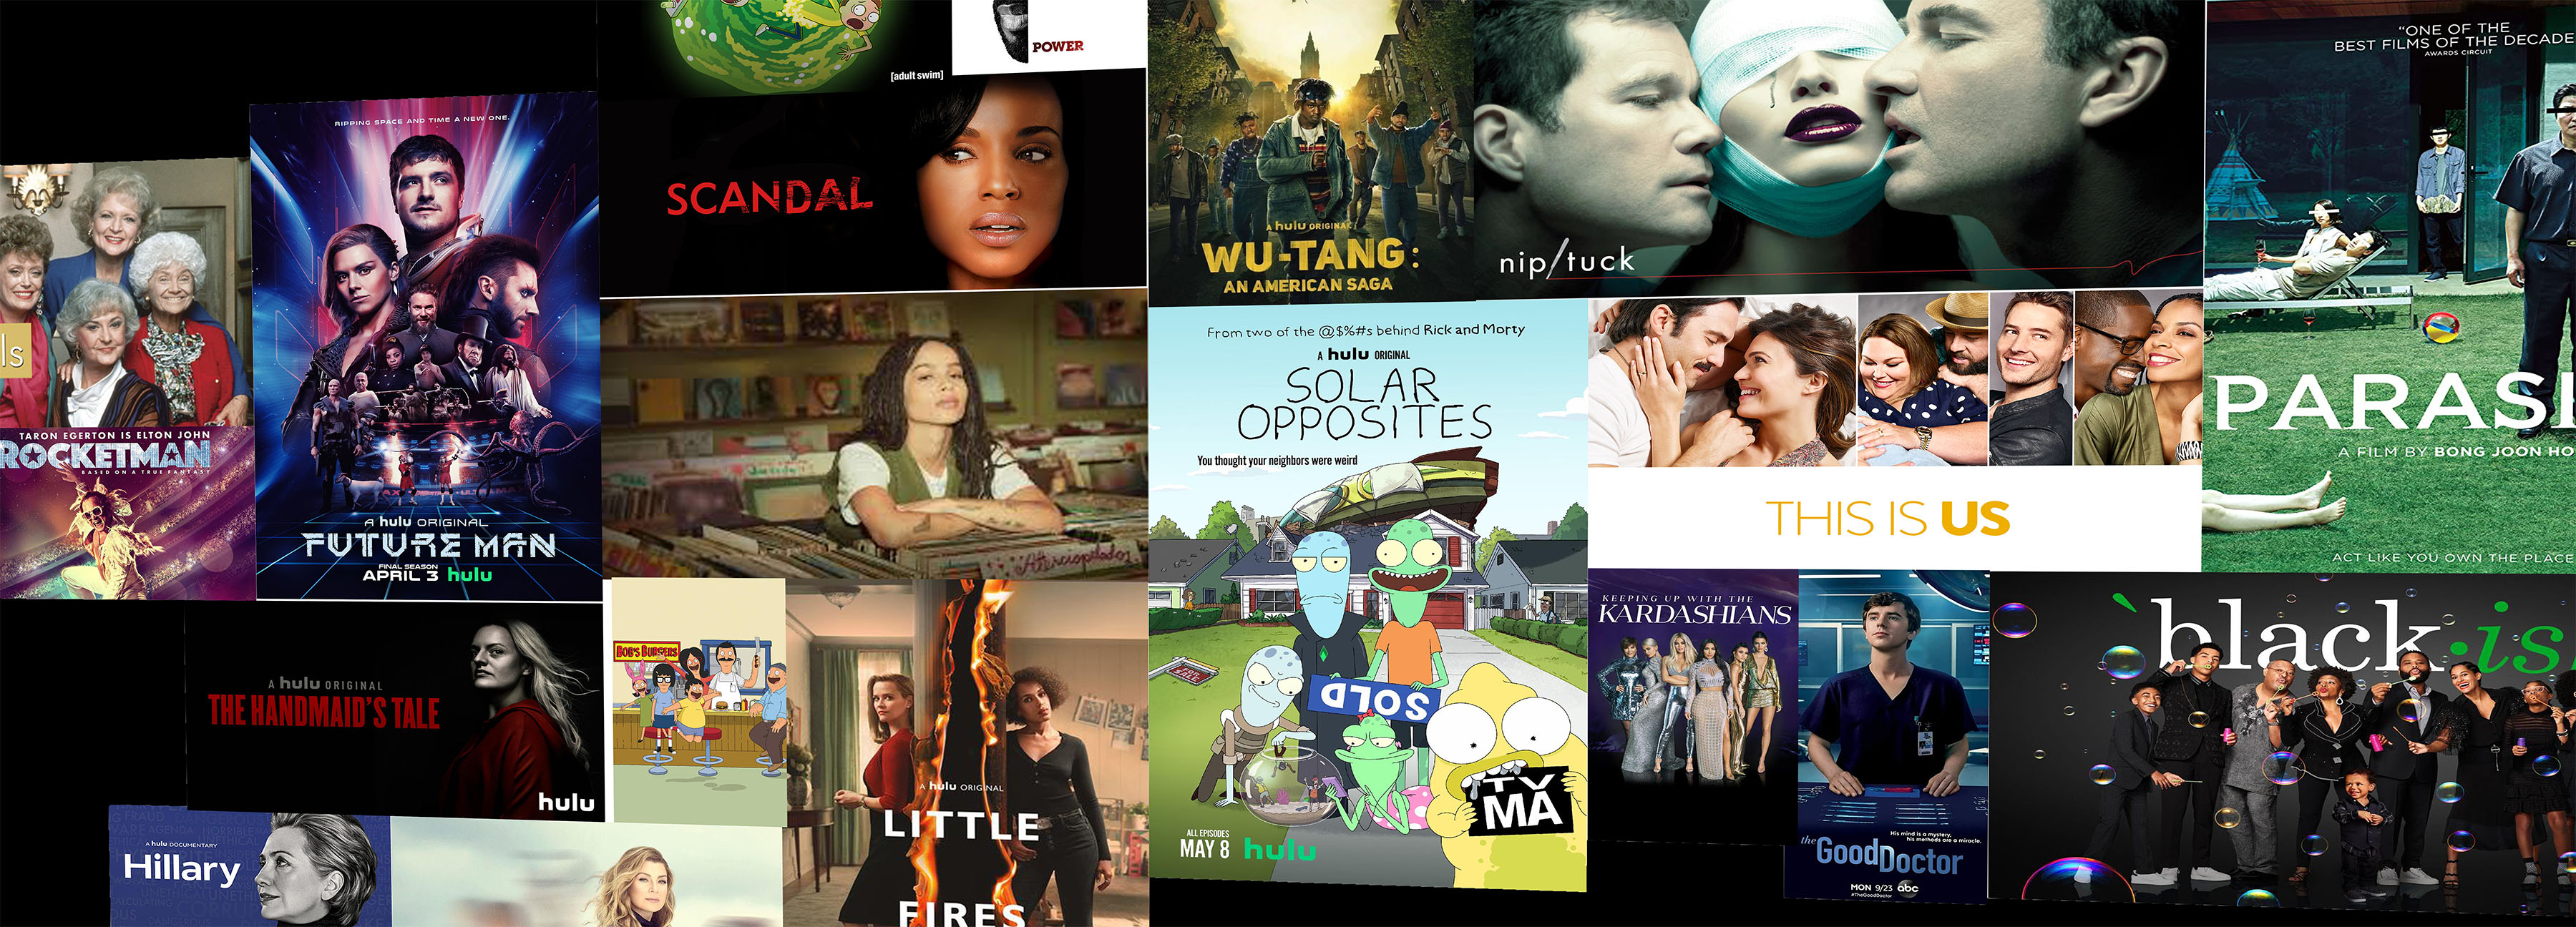 ls
TARON EGERTON IS ELTON JOHN
ROCKETMAN
BASED ON A TRUE FANTASY
RIPPING SPACE AND TIME A NEW ONE.
A hulu ORIGINAL
FUTURE MAN
FINAL SEASON
APRIL 3 hulu
[adult swim]
POWER
SCANDAL
A hulu ORIGINAL
THE HANDMAID'S TALE
hulu
A hulu DOCUMENTARY
Hillary
BOB'S BURGERS
A hulu ORIGINAL
LITTLE
FIRES
A hulu ORIGINAL
WU-TANG:
AN AMERICAN SAGA
nip/tuck
From two of the @$%#s behind Rick and Morty
A hulu ORIGINAL
SOLAR
OPPOSITES
You thought your neighbors were weird
SOLD
TV
MA
ALL EPISODES
MAY 8 hulu
THIS IS US
KEEPING UP WITH THE
KARDASHIANS
His mind is a mystery,
his methods are a miracle.
the GoodDoctor
MON 9/23 abc
#TheGoodDoctor
"ONE OF THE
BEST FILMS OF THE DECADE
AWARDS CIRCUIT
PARASI
A FILM BY BONG JOON HO
ACT LIKE YOU OWN THE PLACE
`black·is